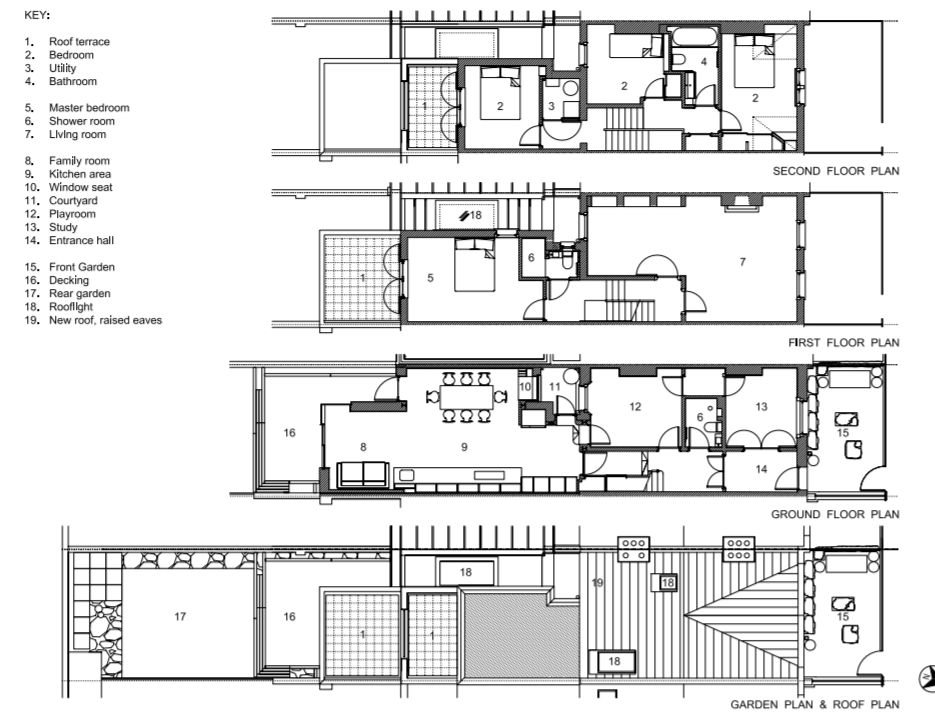 KEY:
1. Roof terrace
2. Bedroom
3. Utility
4. Bathroom
5. Master bedroom
6. Shower room
7. Living room
8. Family room
9. Kitchen area
10. Window seat
11. Courtyard
12. Playroom
13. Study
14. Entrance hall
15. Front Garden
16. Decking
17. Rear garden
18. Rooflight
19. New roof, raised eaves
1
2
3
2
4
2
SECOND FLOOR PLAN
18
1
5
6
7
FIRST FLOOR PLAN
16
8
9
10
11
12
6
13
14
15
GROUND FLOOR PLAN
17
16
1
1
18
19
18
18
15
GARDEN PLAN & ROOF PLAN